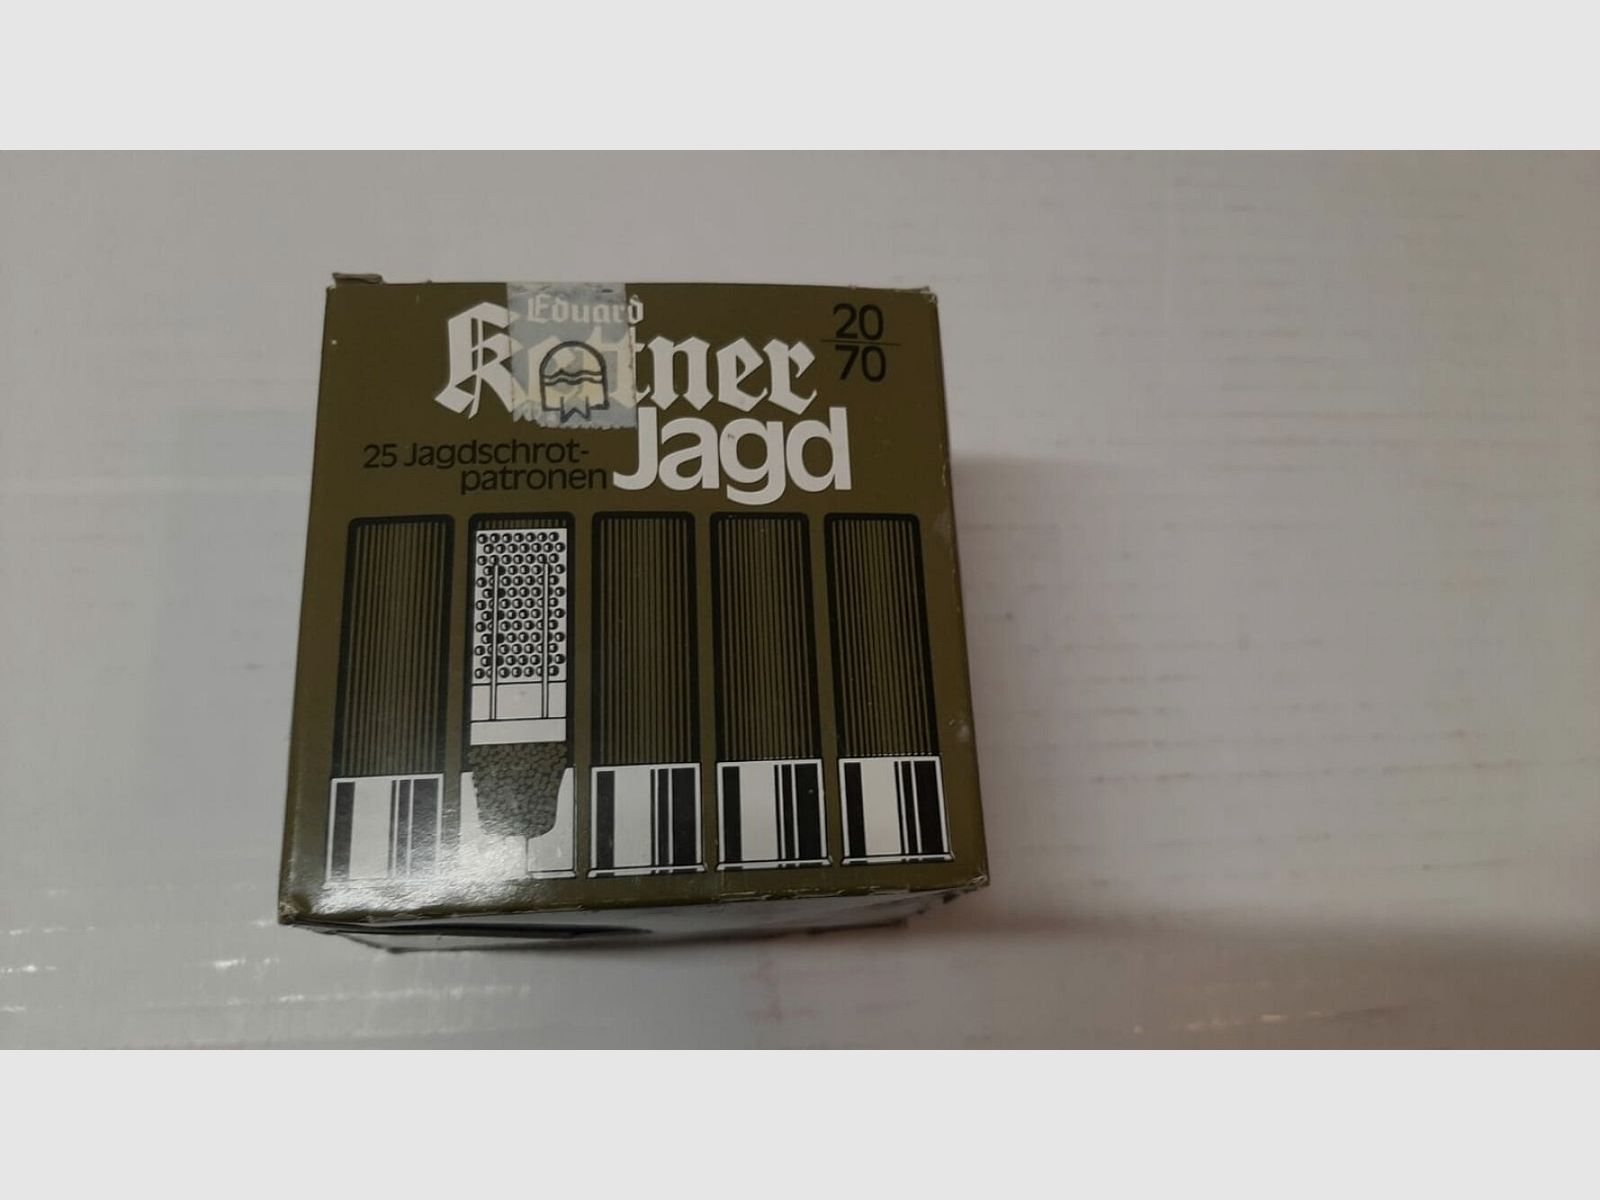 Eduard
Kettner
20
70
Jagd
25 Jagdschrot-
patronen